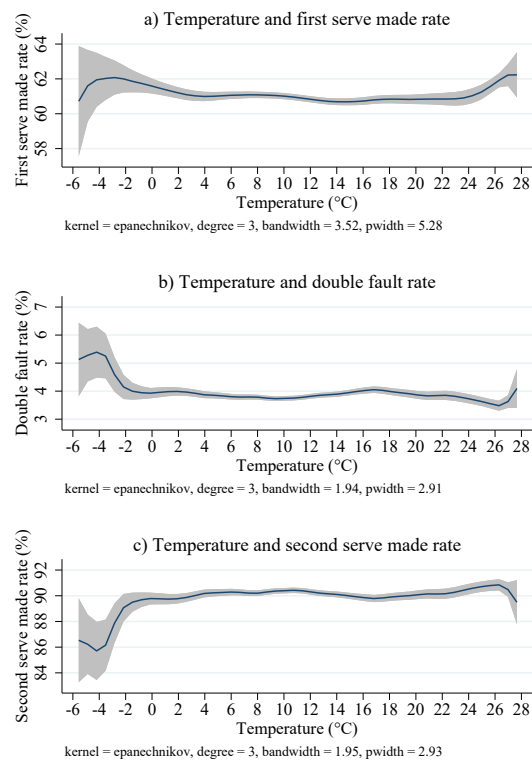 a) Temperature and first serve made rate
First serve made rate (%)
64
62
60
58
-6 -4 -2 0 2 4 6 8 10 12 14 16 18 20 22 24 26 28
Temperature (°C)
kernel = epanechnikov, degree = 3, bandwidth = 3.52, pwidth = 5.28
b) Temperature and double fault rate
Double fault rate (%)
7
6
5
4
3
-6 -4 -2 0 2 4 6 8 10 12 14 16 18 20 22 24 26 28
Temperature (°C)
kernel = epanechnikov, degree = 3, bandwidth = 1.94, pwidth = 2.91
c) Temperature and second serve made rate
Second serve made rate (%)
92
90
88
86
84
-6 -4 -2 0 2 4 6 8 10 12 14 16 18 20 22 24 26 28
Temperature (°C)
kernel = epanechnikov, degree = 3, bandwidth = 1.95, pwidth = 2.93